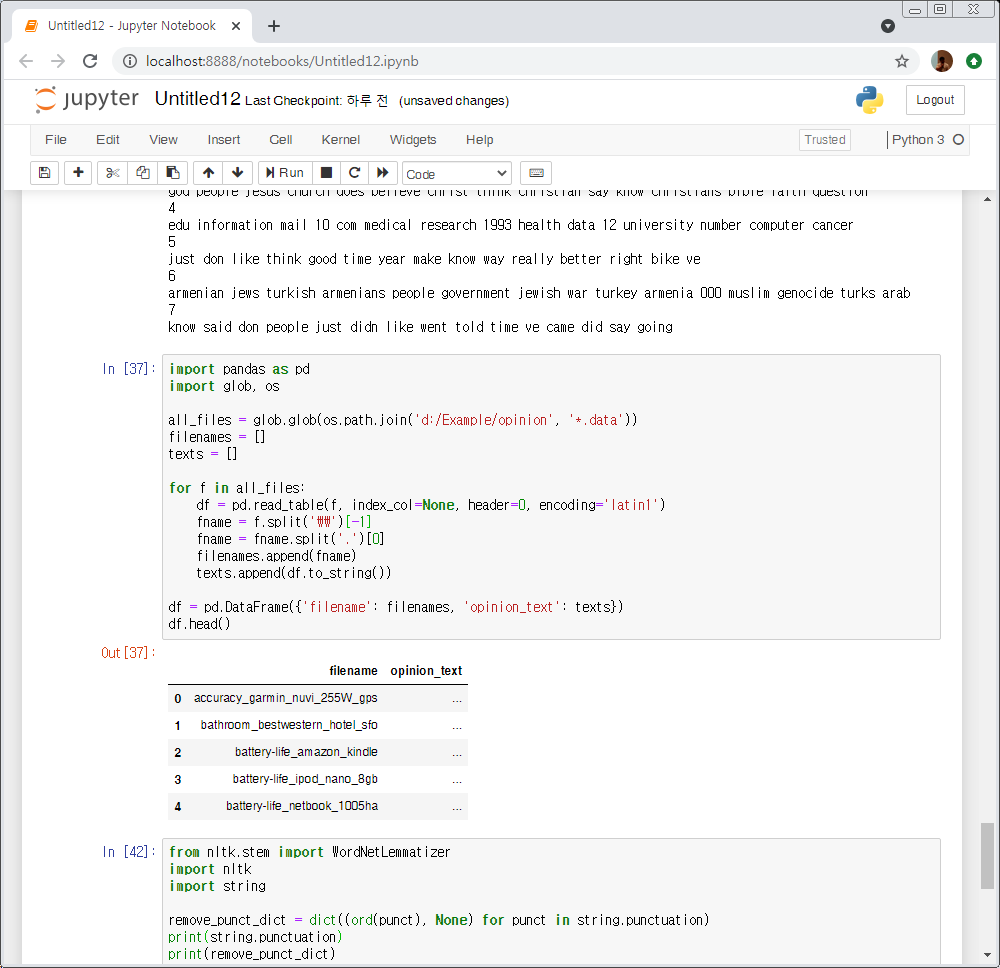 Untitled12 - Jupyter Notebook
localhost:8888/notebooks/Untitled12.ipynb
jupyter Untitled12 Last Checkpoint: 하루 전 (unsaved changes)
Logout
File Edit View Insert Cell Kernel Widgets Help Trusted Python 3
Run Code
god people jesus church does believe christ think christian say know christians bible faith question
4
edu information mail 10 com medical research 1993 health data 12 university number computer cancer
5
just don like think good time year make know way really better right bike ve
6
armenian jews turkish armenians people government jewish war turkey armenia 000 muslim genocide turks arab
7
know said don people just didn like went told time ve came did say going
In [37]: import pandas as pd
import glob, os
all_files = glob.glob(os.path.join('d:/Example/opinion', '*.data'))
filenames = []
texts = []
for f in all_files:
df = pd.read_table(f, index_col=None, header=0, encoding='latin1')
fname = f.split('₩₩')[-1]
fname = fname.split('.')[0]
filenames.append(fname)
texts.append(df.to_string())
df = pd.DataFrame({'filename': filenames, 'opinion_text': texts})
df.head()
Out[37]:
filename opinion_text
0 accuracy_garmin_nuvi_255W_gps ...
1 bathroom_bestwestern_hotel_sfo ...
2 battery-life_amazon_kindle ...
3 battery-life_ipod_nano_8gb ...
4 battery-life_netbook_1005ha ...
In [42]: from nltk.stem import WordNetLemmatizer
import nltk
import string
remove_punct_dict = dict((ord(punct), None) for punct in string.punctuation)
print(string.punctuation)
print(remove_punct_dict)